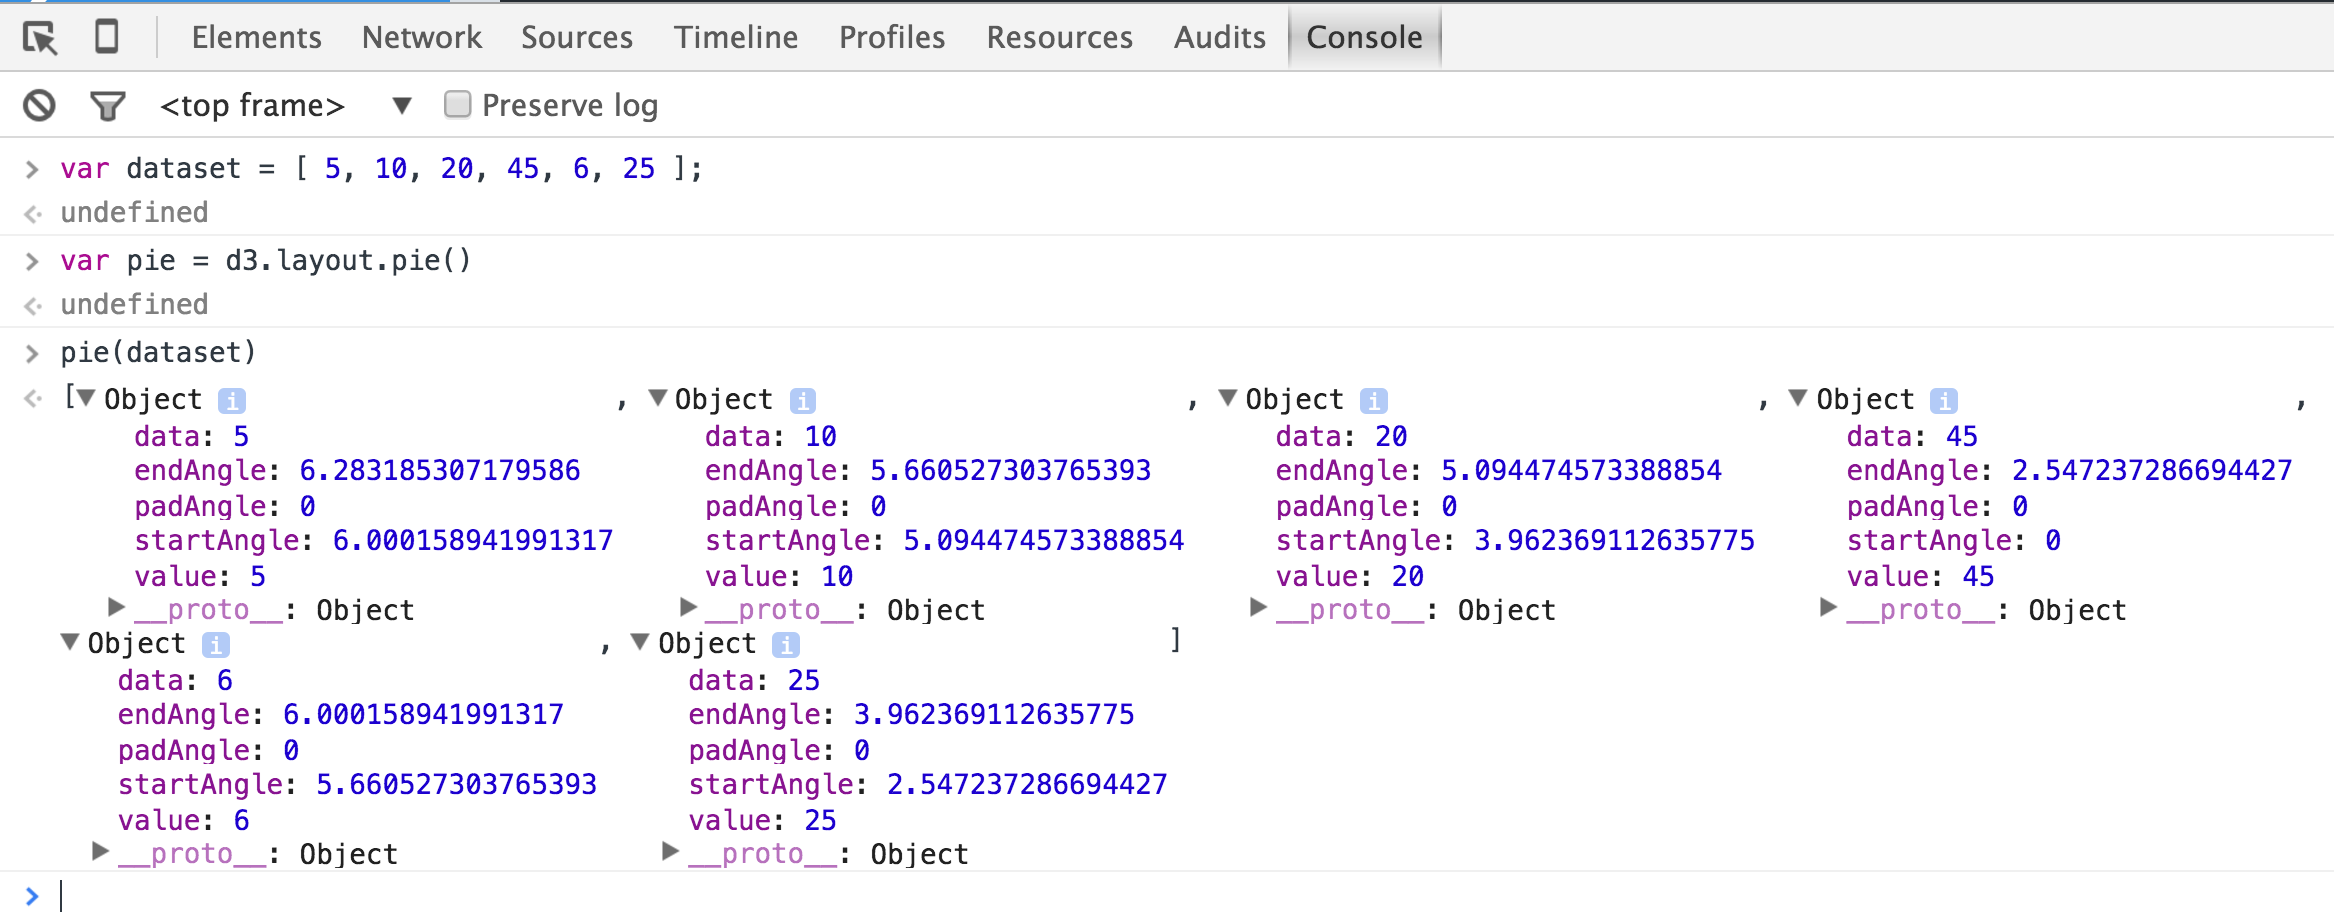 Elements Network Sources Timeline Profiles Resources Audits Console
<top frame> ▼ Preserve log
> var dataset = [ 5, 10, 20, 45, 6, 25 ];
undefined
> var pie = d3.layout.pie()
undefined
> pie(dataset)
[▼Object i , ▼Object i , ▼Object i , ▼Object i ,
data: 5 data: 10 data: 20 data: 45
endAngle: 6.283185307179586 endAngle: 5.660527303765393 endAngle: 5.094474573388854 endAngle: 2.547237286694427
padAngle: 0 padAngle: 0 padAngle: 0 padAngle: 0
startAngle: 6.000158941991317 startAngle: 5.094474573388854 startAngle: 3.962369112635775 startAngle: 0
value: 5 value: 10 value: 20 value: 45
▶__proto__: Object ▶__proto__: Object ▶__proto__: Object ▶__proto__: Object
▼Object i , ▼Object i ]
data: 6 data: 25
endAngle: 6.000158941991317 endAngle: 3.962369112635775
padAngle: 0 padAngle: 0
startAngle: 5.660527303765393 startAngle: 2.547237286694427
value: 6 value: 25
▶__proto__: Object ▶__proto__: Object
>